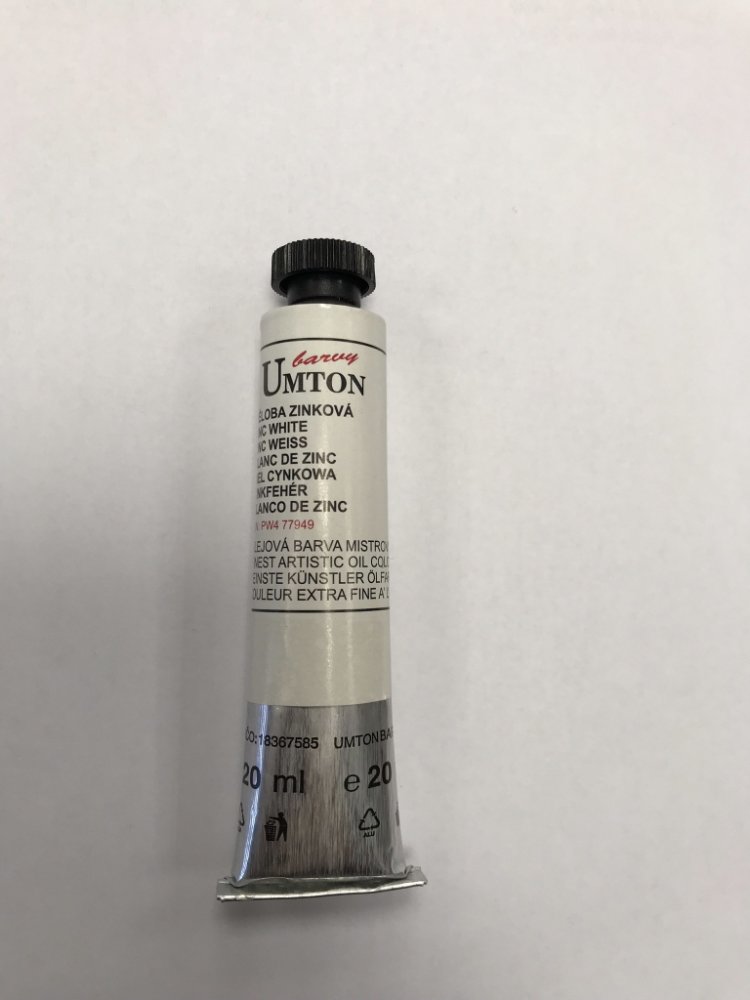 barvy
UMTON
ĚLOBA ZINKOVÁ
NC WHITE
NC WEISS
LANC DE ZINC
EL CYNKOWA
NKFEHÉR
LANCO DE ZINC
N: PW4 77949
LEJOVÁ BARVA MISTROV
NEST ARTISTIC OIL COLO
EINSTE KÜNSTLER ÖLFA
OULEUR EXTRA FINE A' L
ČO:18367585 UMTON BA
20 ml e 20
ALU